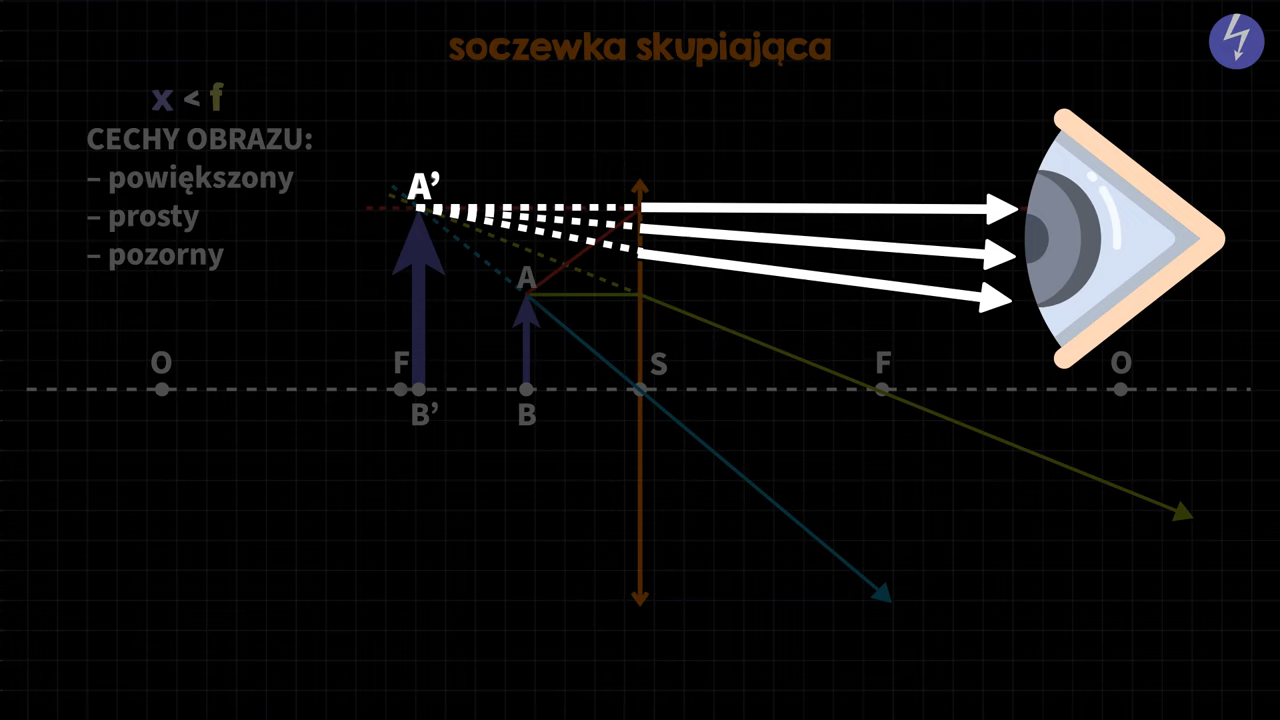 soczewka skupiająca
x < f
CECHY OBRAZU:
– powiększony
– prosty
– pozorny
A’
A
O
F
S
F
O
B’
B